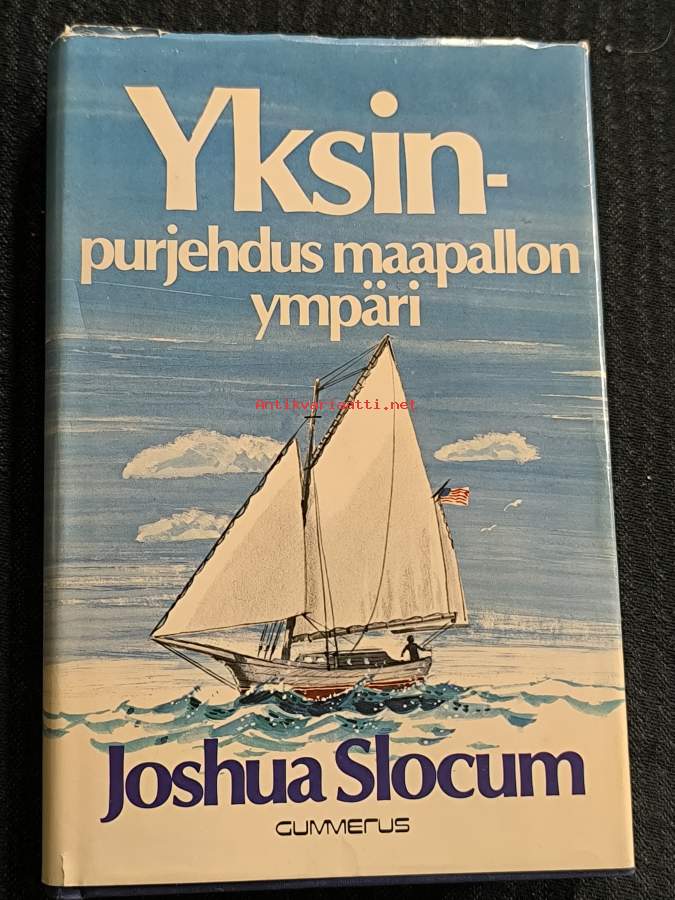 Yksin-
purjehdus maapallon
ympäri
Antikvariaatti.net
Joshua Slocum
GUMMERUS